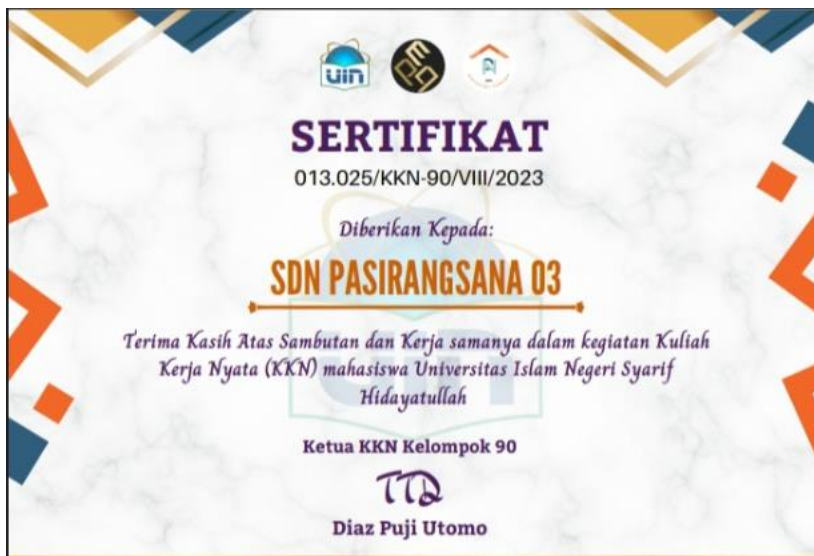 uin
SERTIFIKAT
013.025/KKN-90/VIII/2023
Diberikan Kepada:
SDN PASIRANGSANA 03
Terima Kasih Atas Sambutan dan Kerja samanya dalam kegiatan Kuliah
Kerja Nyata (KKN) mahasiswa Universitas Islam Negeri Syarif
Hidayatullah
Ketua KKN Kelompok 90
TTD
Diaz Puji Utomo